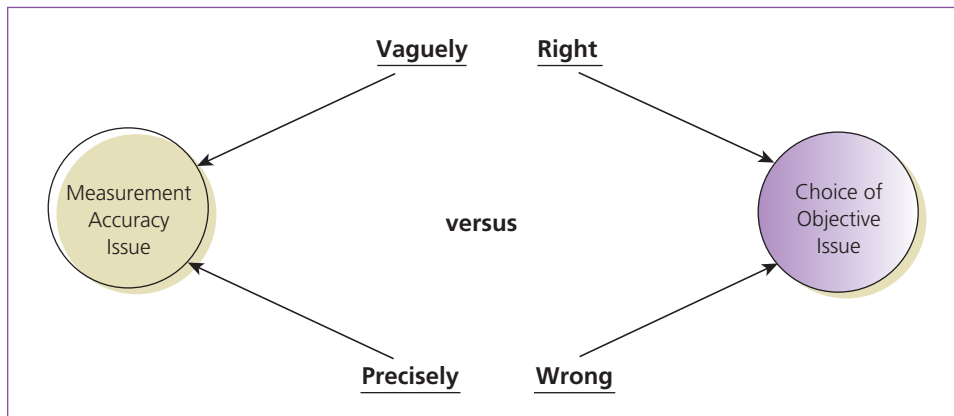 Vaguely Right
Measurement
Accuracy
Issue
versus
Choice of
Objective
Issue
Precisely Wrong